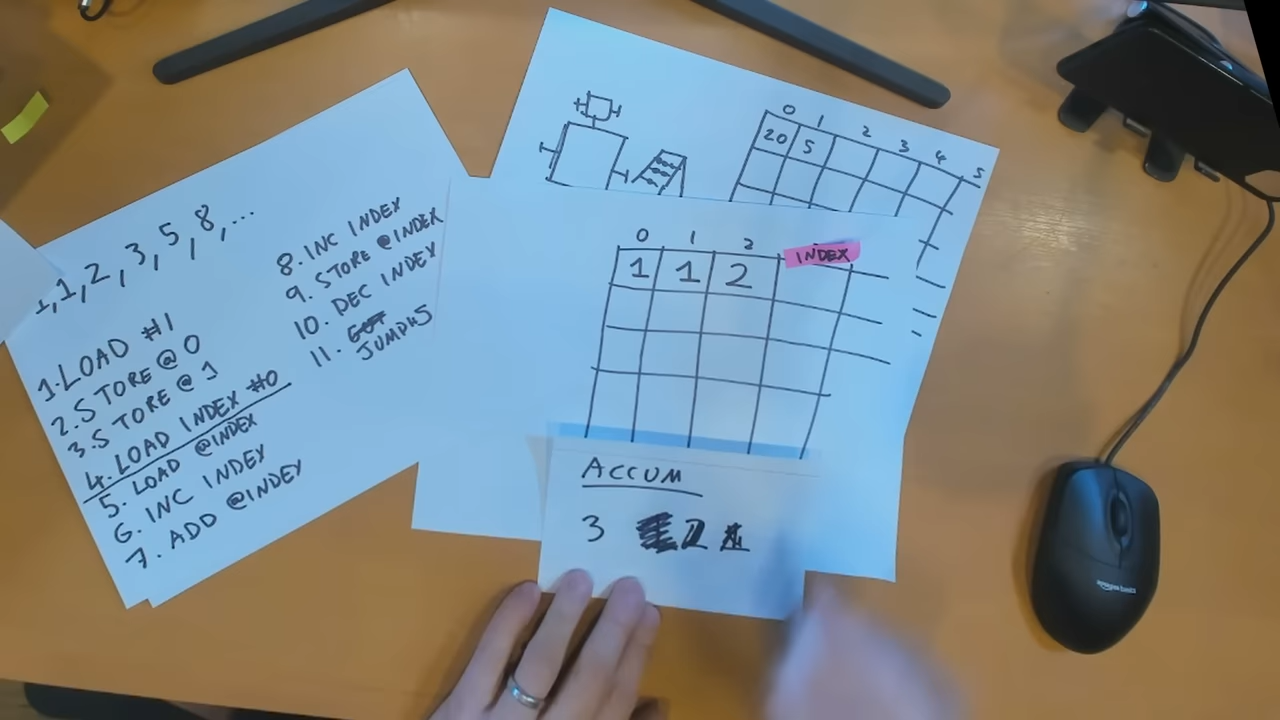 1, 1, 2, 3, 5, 8, ...
1. LOAD #1
2. STORE @ 0
3. STORE @ 1
4. LOAD INDEX #0
5. LOAD @INDEX
6. INC INDEX
7. ADD @INDEX
8. INC INDEX
9. STORE @INDEX
10. DEC INDEX
11.
JUMP # 5
0 1 2 3 4 5
20 5
0 1 2 INDEX
1 1 2
ACCUM
3
amazon basics